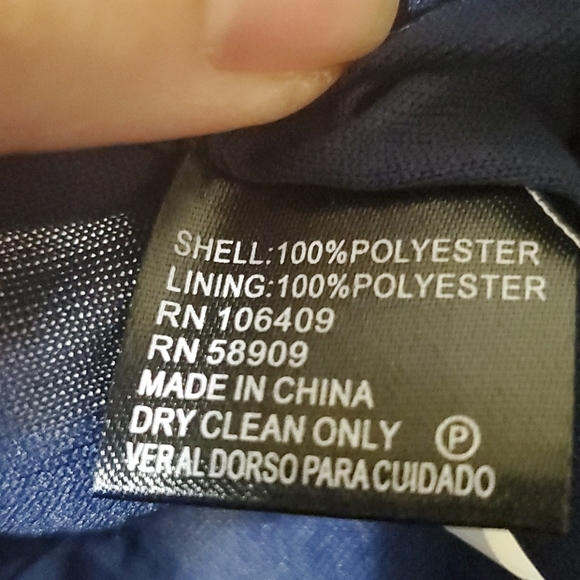 SHELL:100%POLYESTER
LINING:100%POLYESTER
RN 106409
RN 58909
MADE IN CHINA
DRY CLEAN ONLY Ⓟ
VER AL DORSO PARA CUIDADO